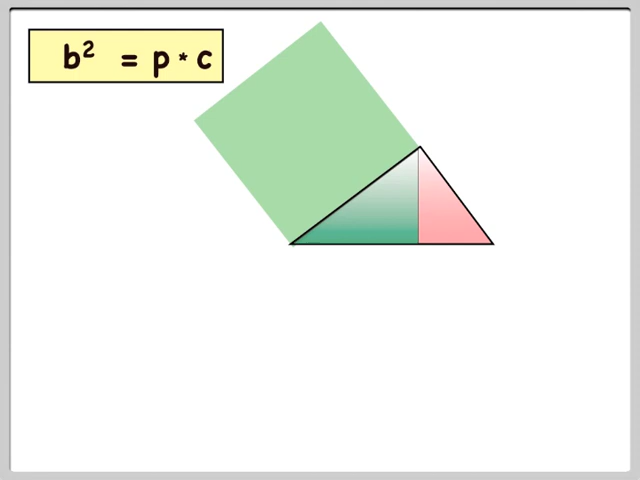 b² = p * c